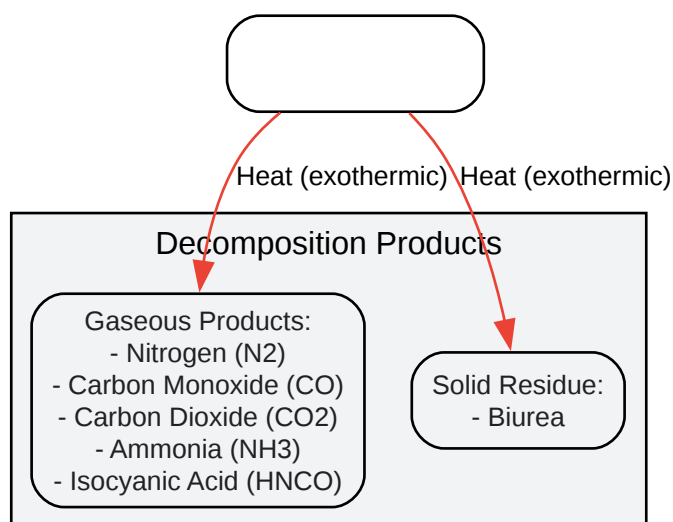 Heat (exothermic)
Heat (exothermic)
Decomposition Products
Gaseous Products:
- Nitrogen (N2)
- Carbon Monoxide (CO)
- Carbon Dioxide (CO2)
- Ammonia (NH3)
- Isocyanic Acid (HNCO)
Solid Residue:
- Biurea